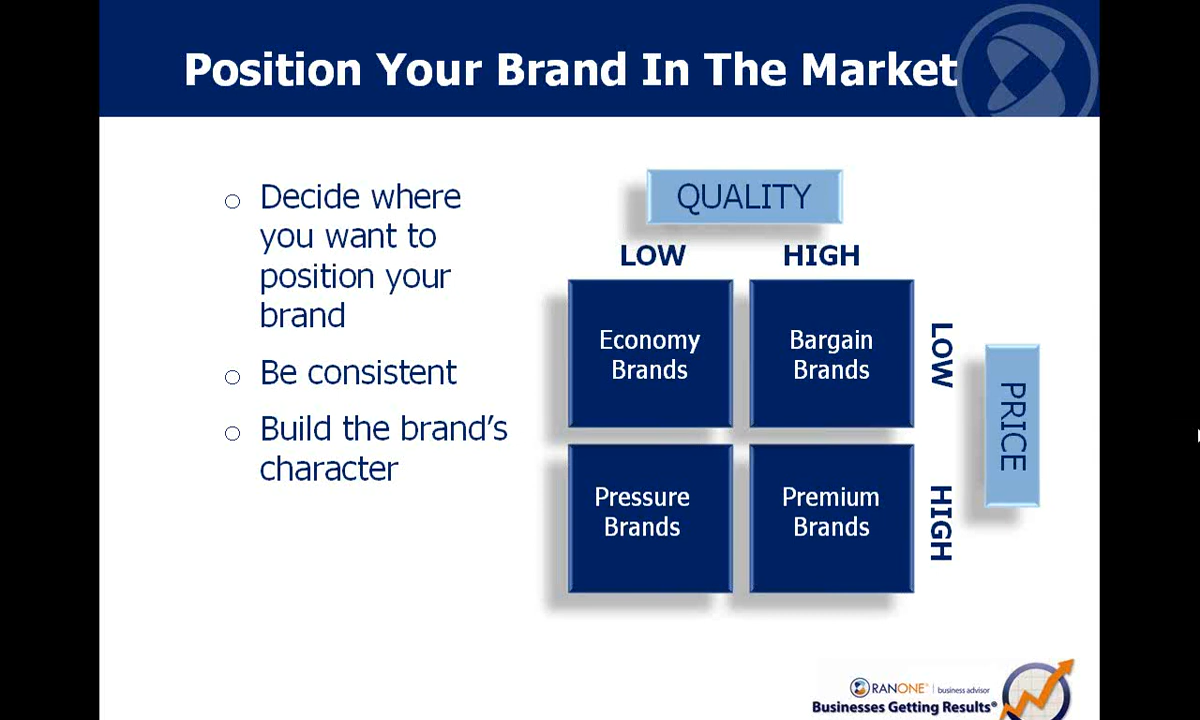 Position Your Brand In The Market
○ Decide where
you want to
position your
brand
○ Be consistent
○ Build the brand's
character
QUALITY
LOW HIGH
Economy
Brands
Bargain
Brands
LOW
PRICE
Pressure
Brands
Premium
Brands
HIGH
RANONE® | business advisor
Businesses Getting Results®